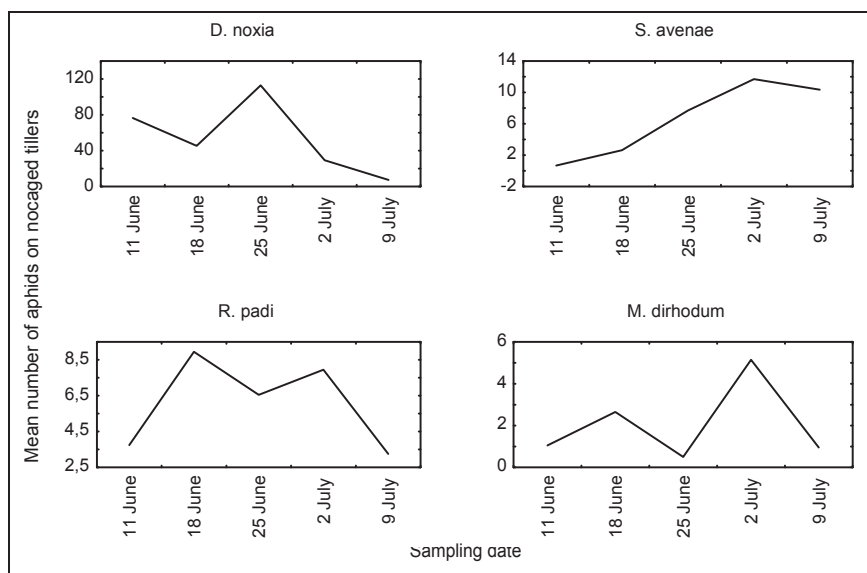 D. noxia
S. avenae
Mean number of aphids on nocaged tillers
120
80
40
0
11 June
18 June
25 June
2 July
9 July
14
10
6
2
-2
11 June
18 June
25 June
2 July
9 July
R. padi
M. dirhodum
8,5
6,5
4,5
2,5
11 June
18 June
25 June
2 July
9 July
6
4
2
0
11 June
18 June
25 June
2 July
9 July
Sampling date